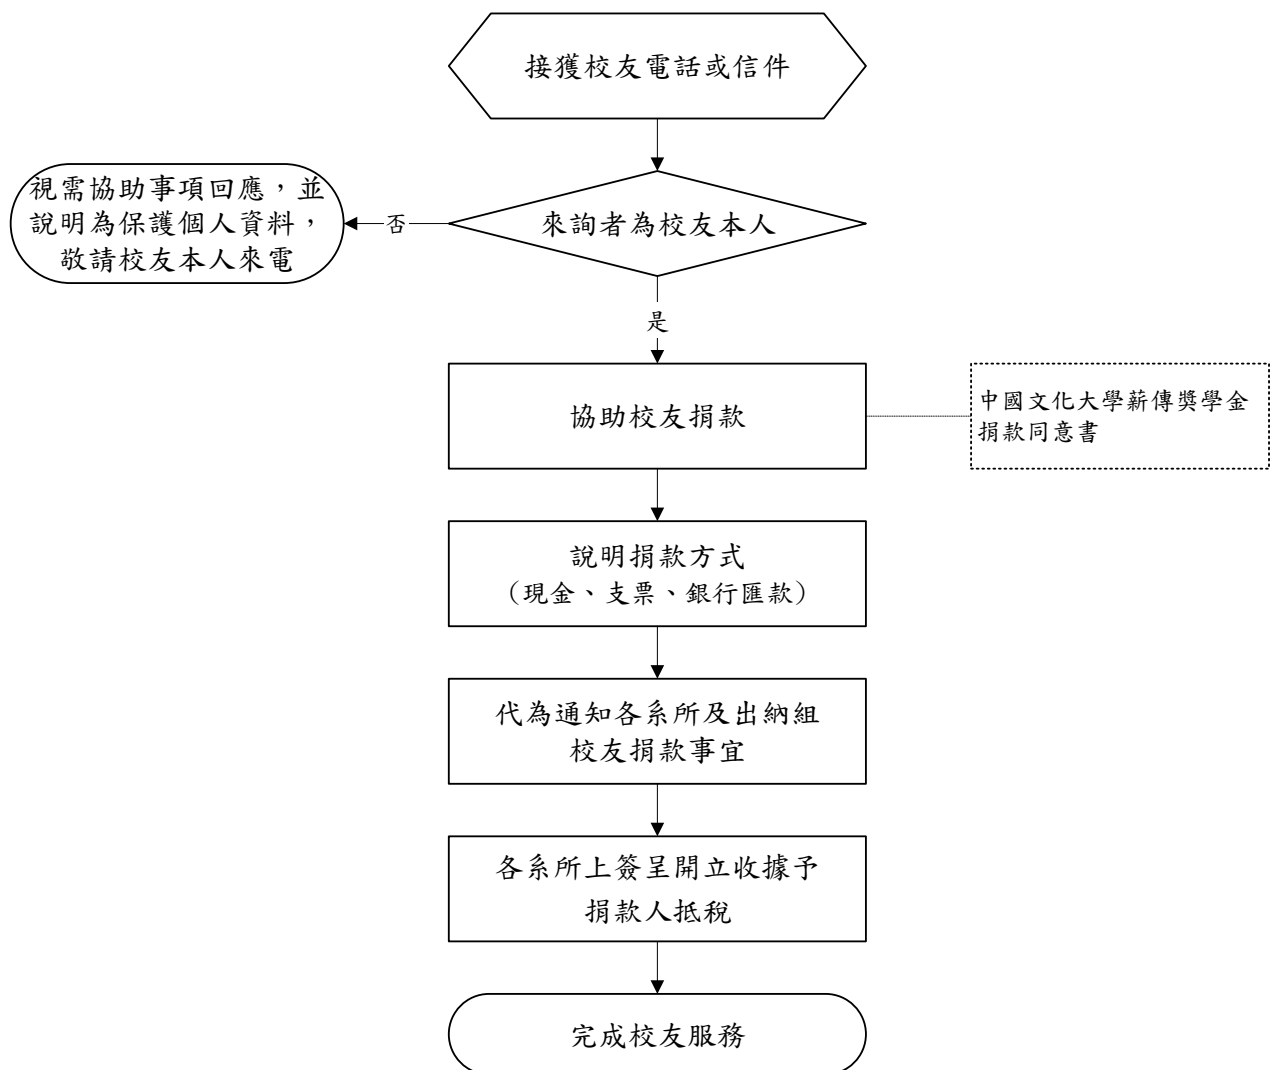 接獲校友電話或信件
視需協助事項回應，並
說明為保護個人資料，
敬請校友本人來電
否
來詢者為校友本人
是
協助校友捐款
中國文化大學薪傳獎學金
捐款同意書
說明捐款方式
（現金、支票、銀行匯款）
代為通知各系所及出納組
校友捐款事宜
各系所上簽呈開立收據予
捐款人抵稅
完成校友服務